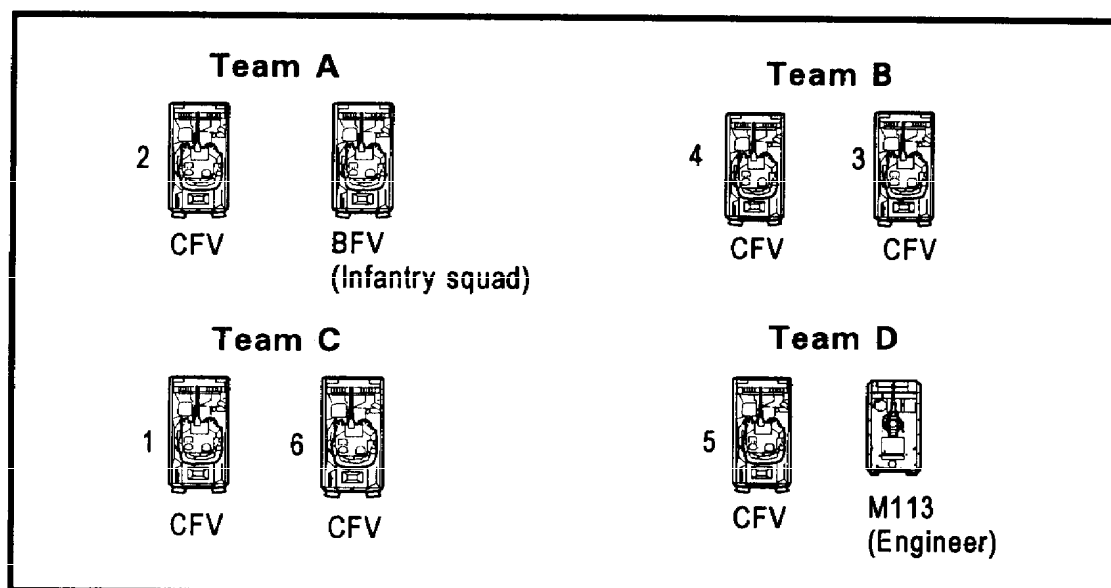 Team A
2
CFV
BFV
(Infantry squad)
Team B
4
3
CFV
CFV
Team C
1
6
CFV
CFV
Team D
5
CFV
M113
(Engineer)